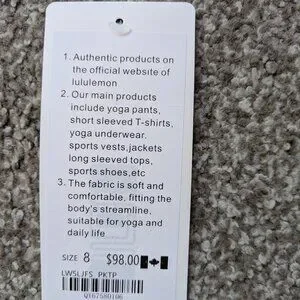 1. Authentic products on
the official website of
lululemon
2. Our main products
include yoga pants,
short sleeved T-shirts,
yoga underwear.
sports vests,jackets
long sleeved tops,
sports shoes,etc
3. The fabric is soft and
comfortable, fitting the
body's streamline,
suitable for yoga and
daily life
SIZE 8 $98.00
LW5LJFS PKTP
Q167580106